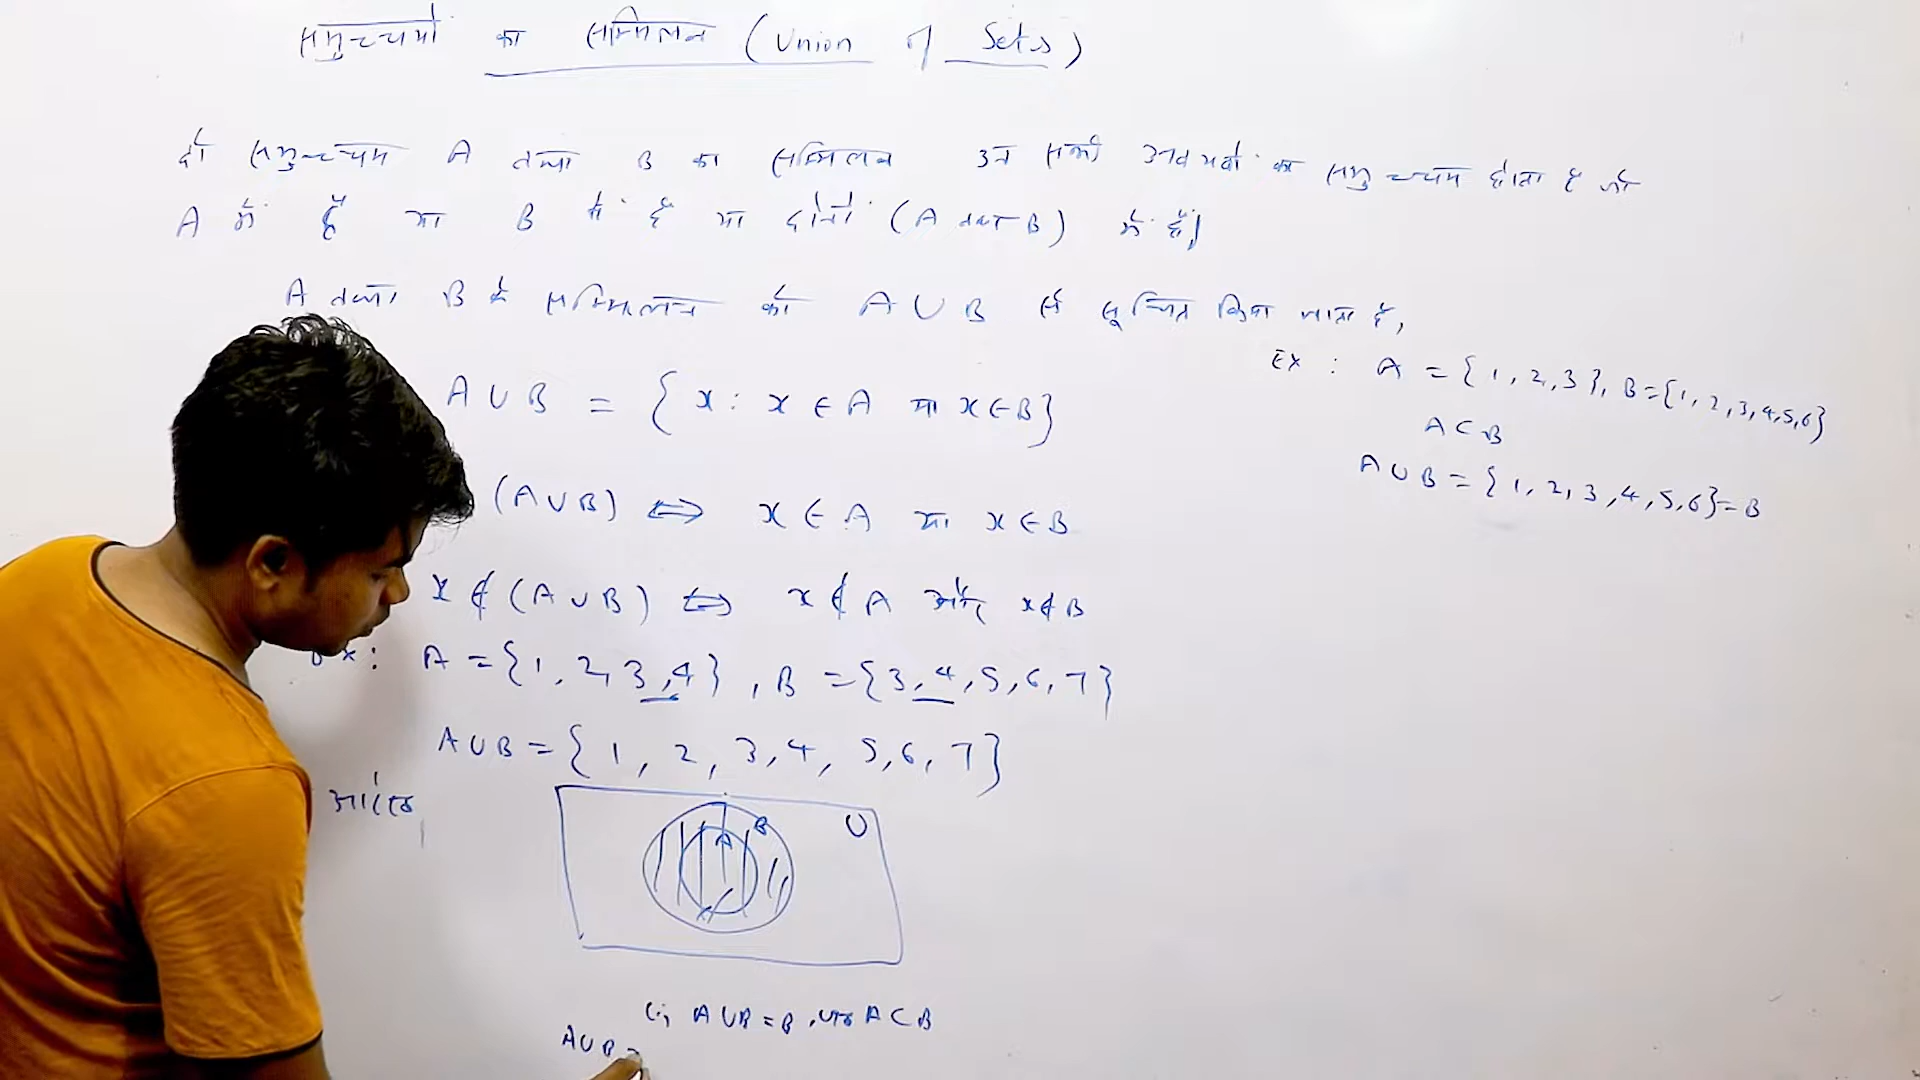 समुच्चयों का सम्मिलन (Union of Sets)
दो समुच्चय A तथा B का सम्मिलन उन सभी अवयवों का समुच्चय होता है जो
A में हैं या B में हैं या दोनों (A तथा B) में हैं।
A तथा B के सम्मिलन को A ∪ B से सूचित किया जाता है,
A ∪ B = { x : x ∈ A या x ∈ B}
(A ∪ B) ⇔ x ∈ A या x ∈ B
x ∉ (A ∪ B) ⇔ x ∉ A और x ∉ B
Ex : A = {1, 2, 3, 4} , B = {3, 4, 5, 6, 7}
A ∪ B = { 1, 2, 3, 4, 5, 6, 7}
A B U
(i) A ∪ B = B , यदि A ⊂ B
A ∪ B =
Ex : A = {1, 2, 3}, B = {1, 2, 3, 4, 5, 6}
A ⊂ B
A ∪ B = {1, 2, 3, 4, 5, 6} = B